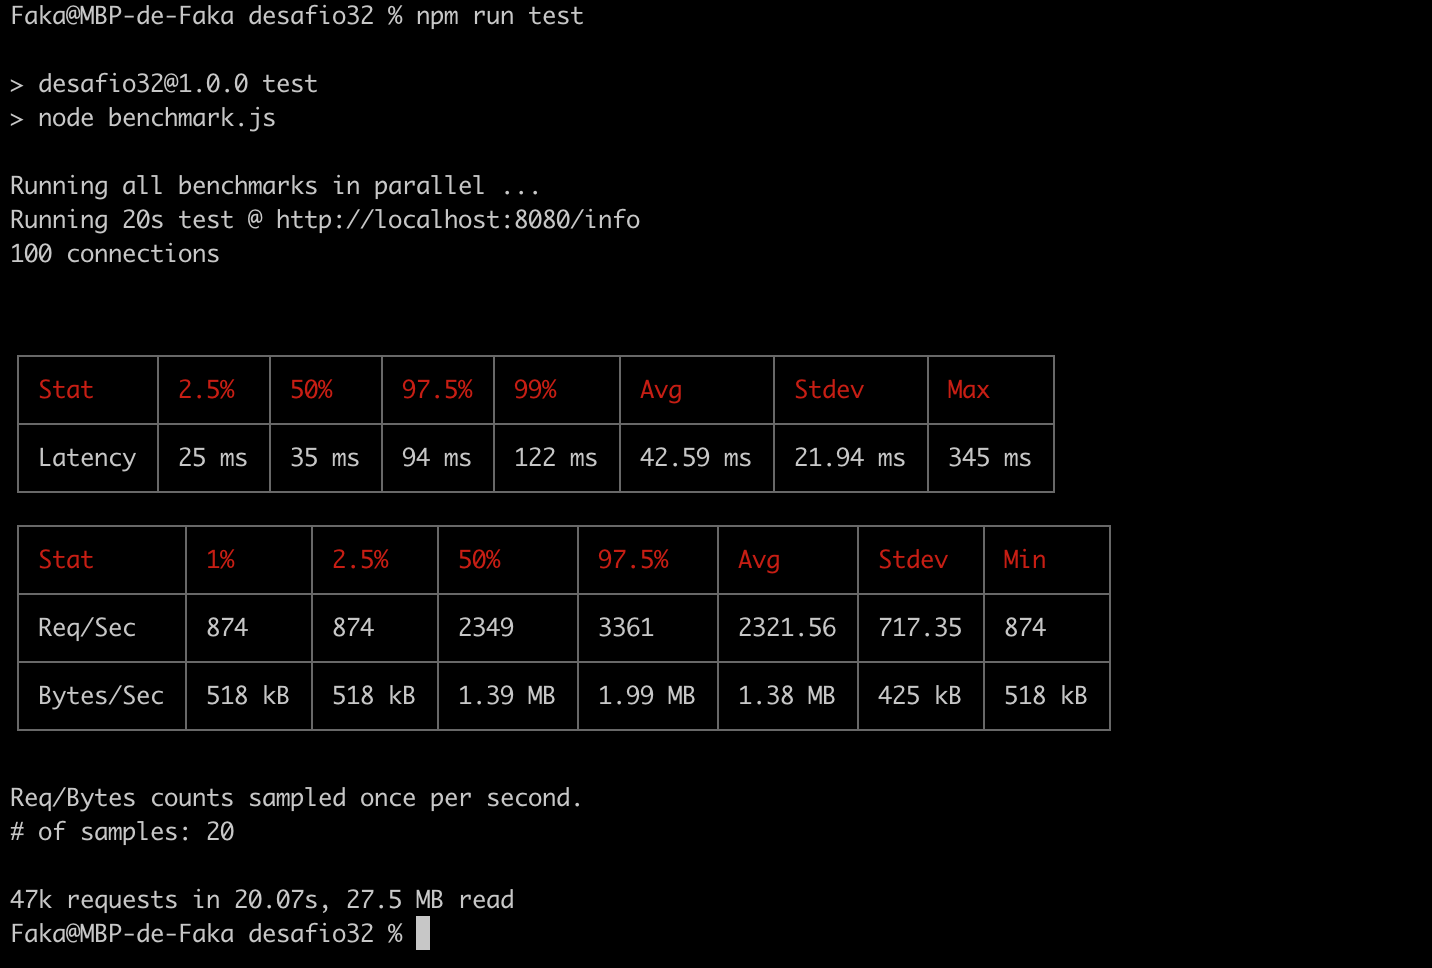 Faka@MBP-de-Faka desafio32 % npm run test
> desafio32@1.0.0 test
> node benchmark.js
Running all benchmarks in parallel ...
Running 20s test @ http://localhost:8080/info
100 connections
Stat 2.5% 50% 97.5% 99% Avg Stdev Max
Latency 25 ms 35 ms 94 ms 122 ms 42.59 ms 21.94 ms 345 ms
Stat 1% 2.5% 50% 97.5% Avg Stdev Min
Req/Sec 874 874 2349 3361 2321.56 717.35 874
Bytes/Sec 518 kB 518 kB 1.39 MB 1.99 MB 1.38 MB 425 kB 518 kB
Req/Bytes counts sampled once per second.
# of samples: 20
47k requests in 20.07s, 27.5 MB read
Faka@MBP-de-Faka desafio32 %